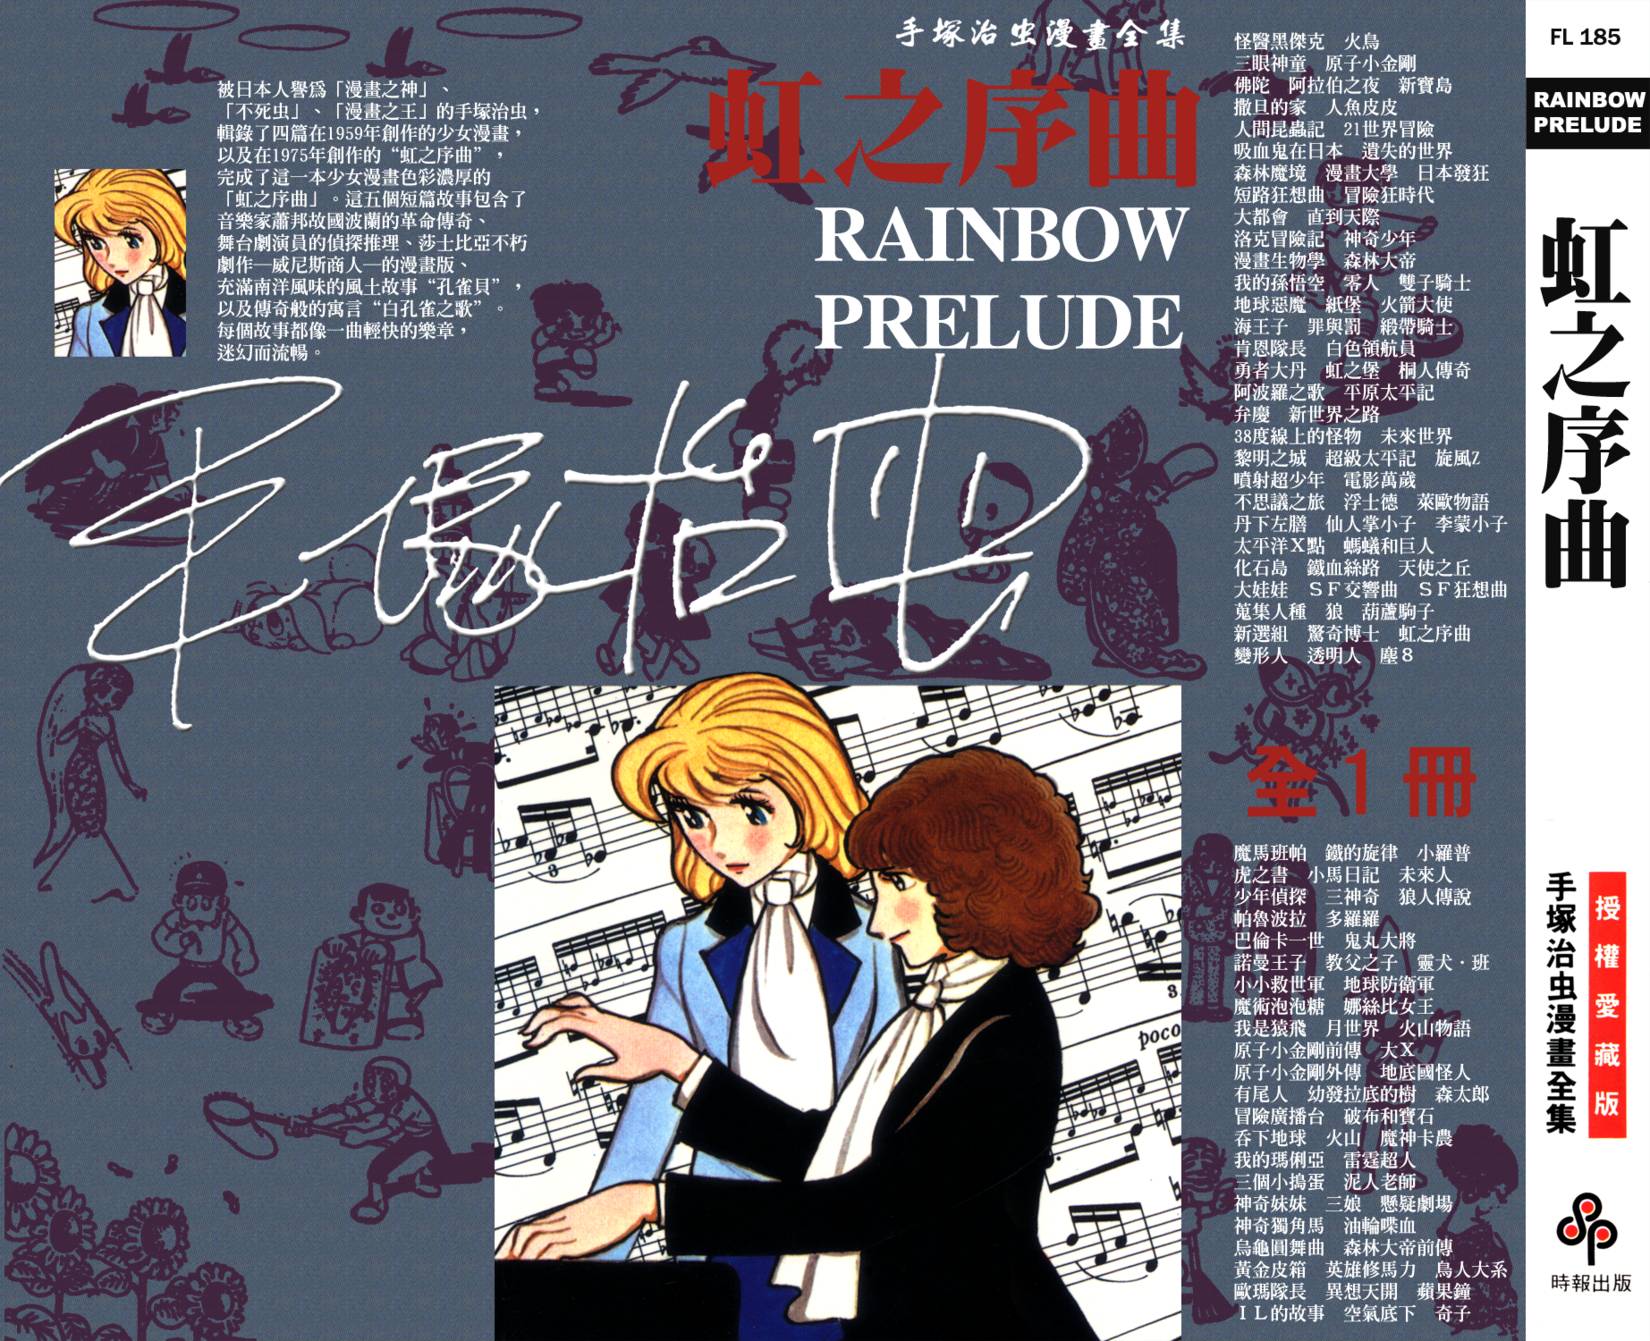 手塚治虫漫畫全集
虹之序曲
RAINBOW
PRELUDE
被日本人譽爲「漫畫之神」、
「不死虫」、「漫畫之王」的手塚治虫，
輯錄了四篇在1959年創作的少女漫畫，
以及在1975年創作的“虹之序曲”，
完成了這一本少女漫畫色彩濃厚的
「虹之序曲」。這五個短篇故事包含了
音樂家蕭邦故國波蘭的革命傳奇、
舞台劇演員的偵探推理、莎士比亞不朽
劇作─威尼斯商人─的漫畫版、
充滿南洋風味的風土故事“孔雀貝”，
以及傳奇般的寓言“白孔雀之歌”。
每個故事都像一曲輕快的樂章，
迷幻而流暢。
手塚治虫
3
3
poco
怪醫黑傑克　火鳥
三眼神童　原子小金剛
佛陀　阿拉伯之夜　新寶島
撒旦的家　人魚皮皮
人間昆蟲記　21世界冒險
吸血鬼在日本　遺失的世界
森林魔境　漫畫大學　日本發狂
短路狂想曲　冒險狂時代
大都會　直到天際
洛克冒險記　神奇少年
漫畫生物學　森林大帝
我的孫悟空　零人　雙子騎士
地球惡魔　紙堡　火箭大使
海王子　罪與罰　緞帶騎士
肯恩隊長　白色領航員
勇者大丹　虹之堡　桐人傳奇
阿波羅之歌　平原太平記
弁慶　新世界之路
38度線上的怪物　未來世界
黎明之城　超級太平記　旋風Z
噴射超少年　電影萬歲
不思議之旅　浮士德　萊歐物語
丹下左膳　仙人掌小子　李蒙小子
太平洋Ｘ點　螞蟻和巨人
化石島　鐵血絲路　天使之丘
大娃娃　ＳＦ交響曲　ＳＦ狂想曲
蒐集人種　狼　葫蘆駒子
新選組　驚奇博士　虹之序曲
變形人　透明人　塵８
全1冊
魔馬班帕　鐵的旋律　小羅普
虎之書　小馬日記　未來人
少年偵探　三神奇　狼人傳說
帕魯波拉　多羅羅
巴倫卡一世　鬼丸大將
諾曼王子　教父之子　靈犬・班
小小救世軍　地球防衛軍
魔術泡泡糖　娜絲比女王
我是猿飛　月世界　火山物語
原子小金剛前傳　大Ｘ
原子小金剛外傳　地底國怪人
有尾人　幼發拉底的樹　森太郎
冒險廣播台　破布和寶石
吞下地球　火山　魔神卡農
我的瑪俐亞　雷霆超人
三個小搗蛋　泥人老師
神奇妹妹　三娘　懸疑劇場
神奇獨角馬　油輪喋血
烏龜圓舞曲　森林大帝前傳
黃金皮箱　英雄修馬力　鳥人大系
歐瑪隊長　異想天開　蘋果鐘
ＩＬ的故事　空氣底下　奇子
FL 185
RAINBOW
PRELUDE
虹之序曲
授權愛藏版
手塚治虫漫畫全集
時報出版